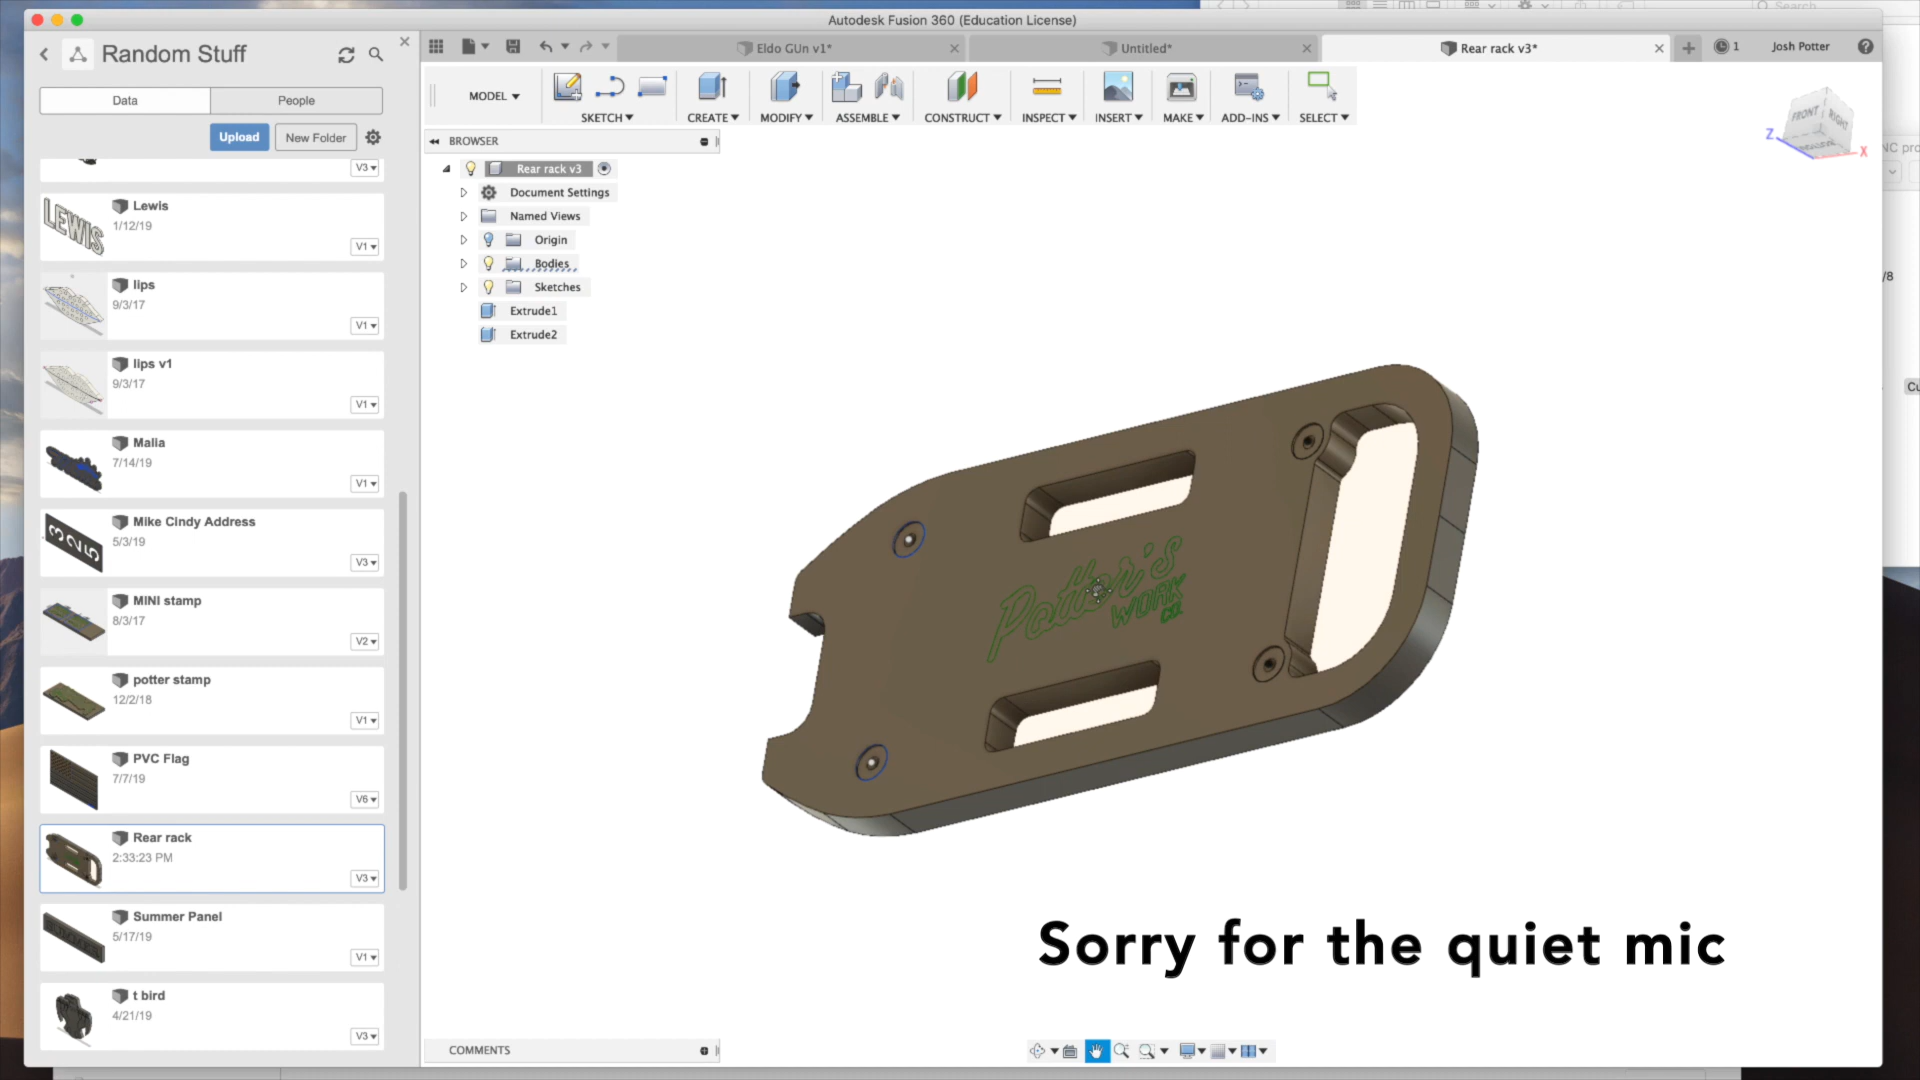 Search
Autodesk Fusion 360 (Education License)
Random Stuff
Eldo GUn v1*
Untitled*
Rear rack v3*
1
Josh Potter
Data
People
Upload
New Folder
MODEL
SKETCH
CREATE
MODIFY
ASSEMBLE
CONSTRUCT
INSPECT
INSERT
MAKE
ADD-INS
SELECT
BROWSER
Rear rack v3
Document Settings
Named Views
Origin
Bodies
Sketches
Extrude1
Extrude2
V3
Lewis
1/12/19
V1
lips
9/3/17
V1
lips v1
9/3/17
V1
Malia
7/14/19
V1
Mike Cindy Address
5/3/19
V3
MINI stamp
8/3/17
V2
potter stamp
12/2/18
V1
PVC Flag
7/7/19
V6
Rear rack
2:33:23 PM
V3
Summer Panel
5/17/19
V1
t bird
4/21/19
V3
LEWIS
325
FRONT
RIGHT
Z
X
Potter's
WORK
CO.
Sorry for the quiet mic
COMMENTS